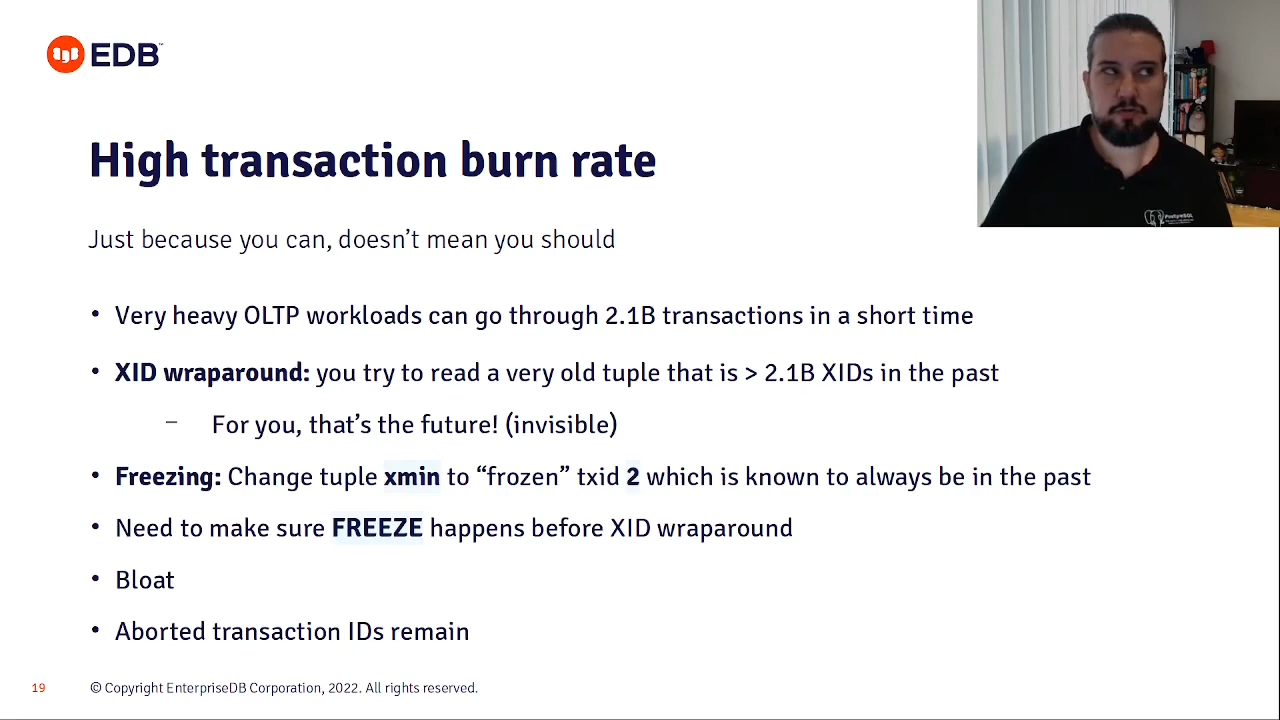 EDB™
High transaction burn rate
Just because you can, doesn’t mean you should
• Very heavy OLTP workloads can go through 2.1B transactions in a short time
• XID wraparound: you try to read a very old tuple that is > 2.1B XIDs in the past
– For you, that’s the future! (invisible)
• Freezing: Change tuple xmin to “frozen” txid 2 which is known to always be in the past
• Need to make sure FREEZE happens before XID wraparound
• Bloat
• Aborted transaction IDs remain
19
© Copyright EnterpriseDB Corporation, 2022. All rights reserved.
PostgreSQL